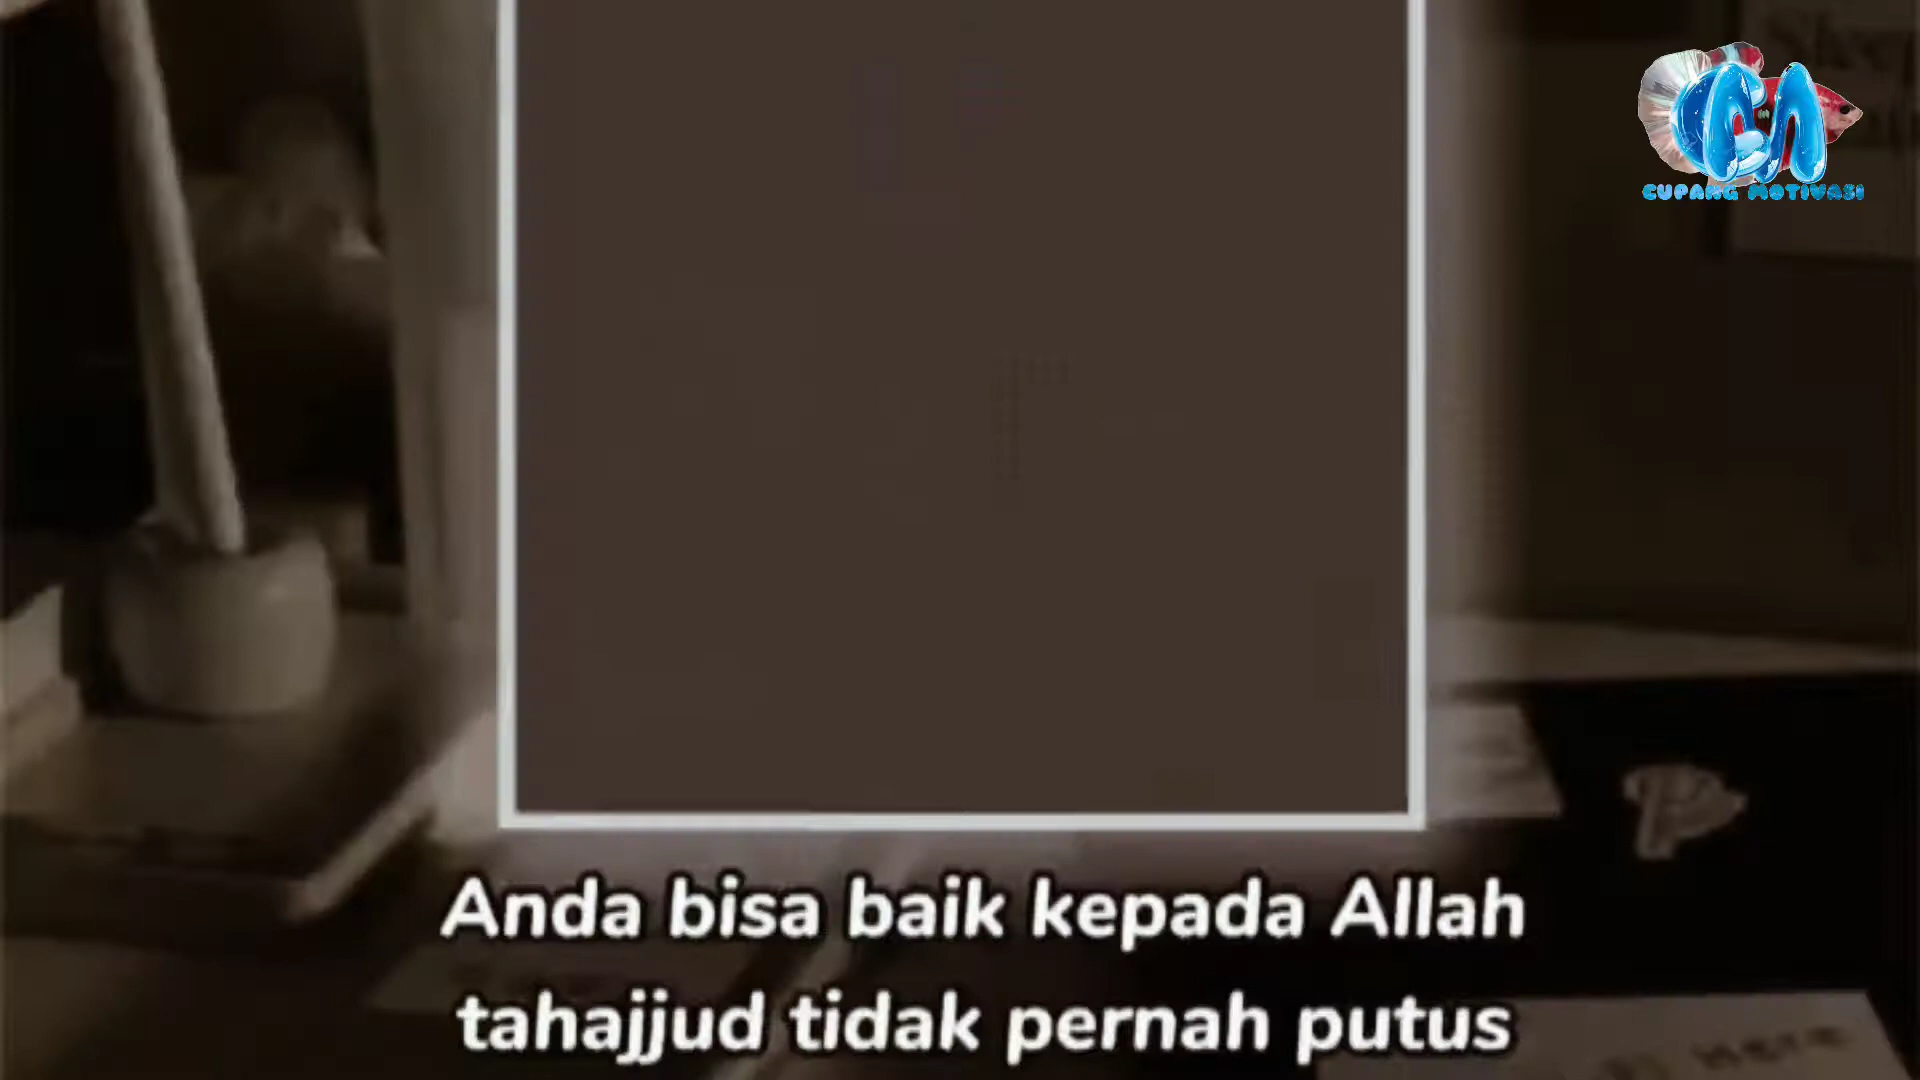 CUPANG MOTIVASI
Anda bisa baik kepada Allah
tahajjud tidak pernah putus